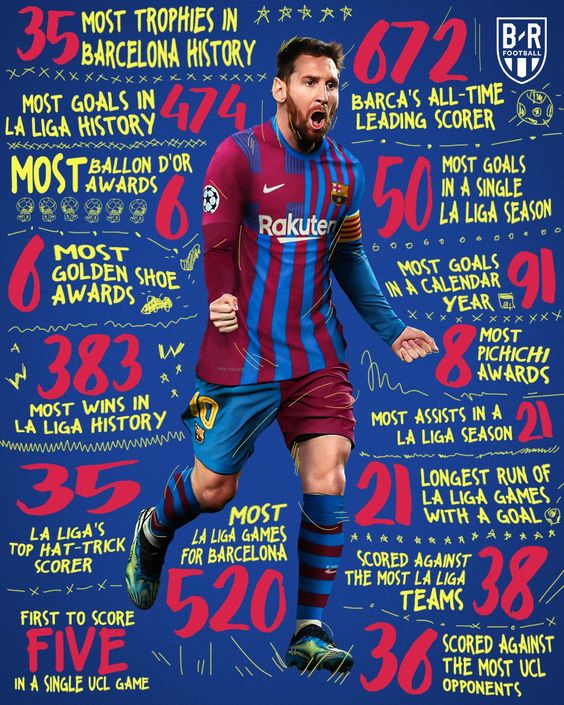 35 MOST TROPHIES IN
BARCELONA HISTORY
672
BARCA'S ALL-TIME
LEADING SCORER
B R
FOOTBALL
MOST GOALS IN
LA LIGA HISTORY
474
MOST BALLON D'OR
AWARDS
6
50
MOST GOALS
IN A SINGLE
LA LIGA SEASON
6
MOST
GOLDEN SHOE
AWARDS
MOST GOALS
IN A CALENDAR
YEAR
91
Rakuten
383
MOST WINS IN
LA LIGA HISTORY
8
MOST
PICHICHI
AWARDS
MOST ASSISTS IN A
LA LIGA SEASON
21
10
35
LA LIGA'S
TOP HAT-TRICK
SCORER
21
LONGEST RUN OF
LA LIGA GAMES
WITH A GOAL
MOST
LA LIGA GAMES
FOR BARCELONA
520
SCORED AGAINST
THE MOST LA LIGA
TEAMS
38
FIRST TO SCORE
FIVE
IN A SINGLE UCL GAME
36
SCORED AGAINST
THE MOST UCL
OPPONENTS